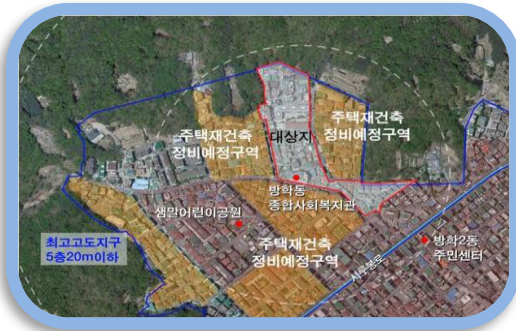 주택재건축
정비예정구역
대상지
주택재건축
정비예정구역
방학동
종합사회복지관
샘말어린이공원
최고고도지구
5층20m이하
주택재건축
정비예정구역
시루봉로
방학2동
주민센터